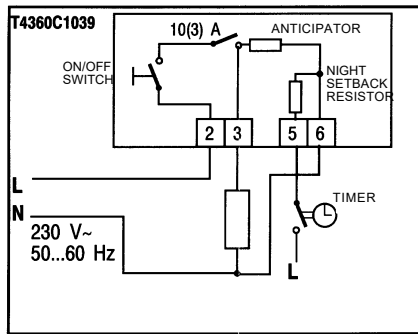 T4360C1039
10(3) A
ANTICIPATOR
ON/OFF
SWITCH
NIGHT
SETBACK
RESISTOR
2 3 5 6
L
N
230 V~
50...60 Hz
TIMER
L